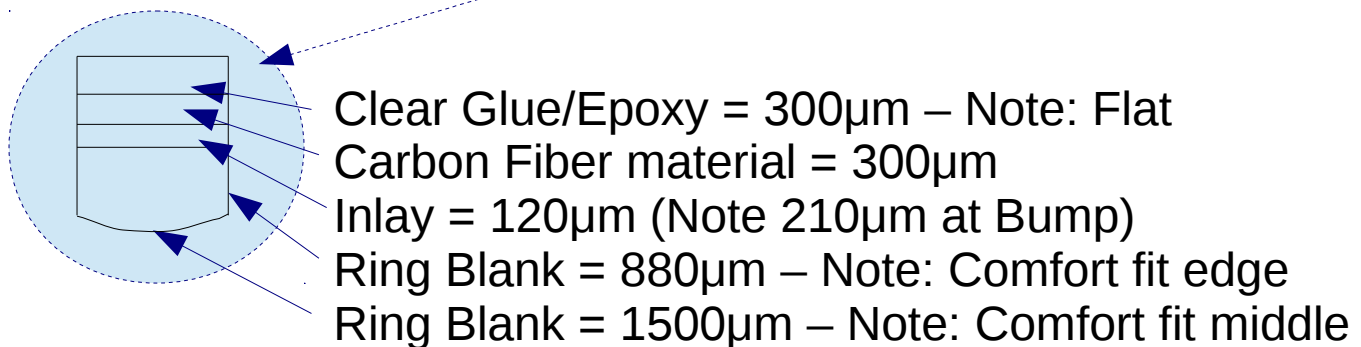 Clear Glue/Epoxy = 300μm – Note: Flat
Carbon Fiber material = 300μm
Inlay = 120μm (Note 210μm at Bump)
Ring Blank = 880μm – Note: Comfort fit edge
Ring Blank = 1500μm – Note: Comfort fit middle